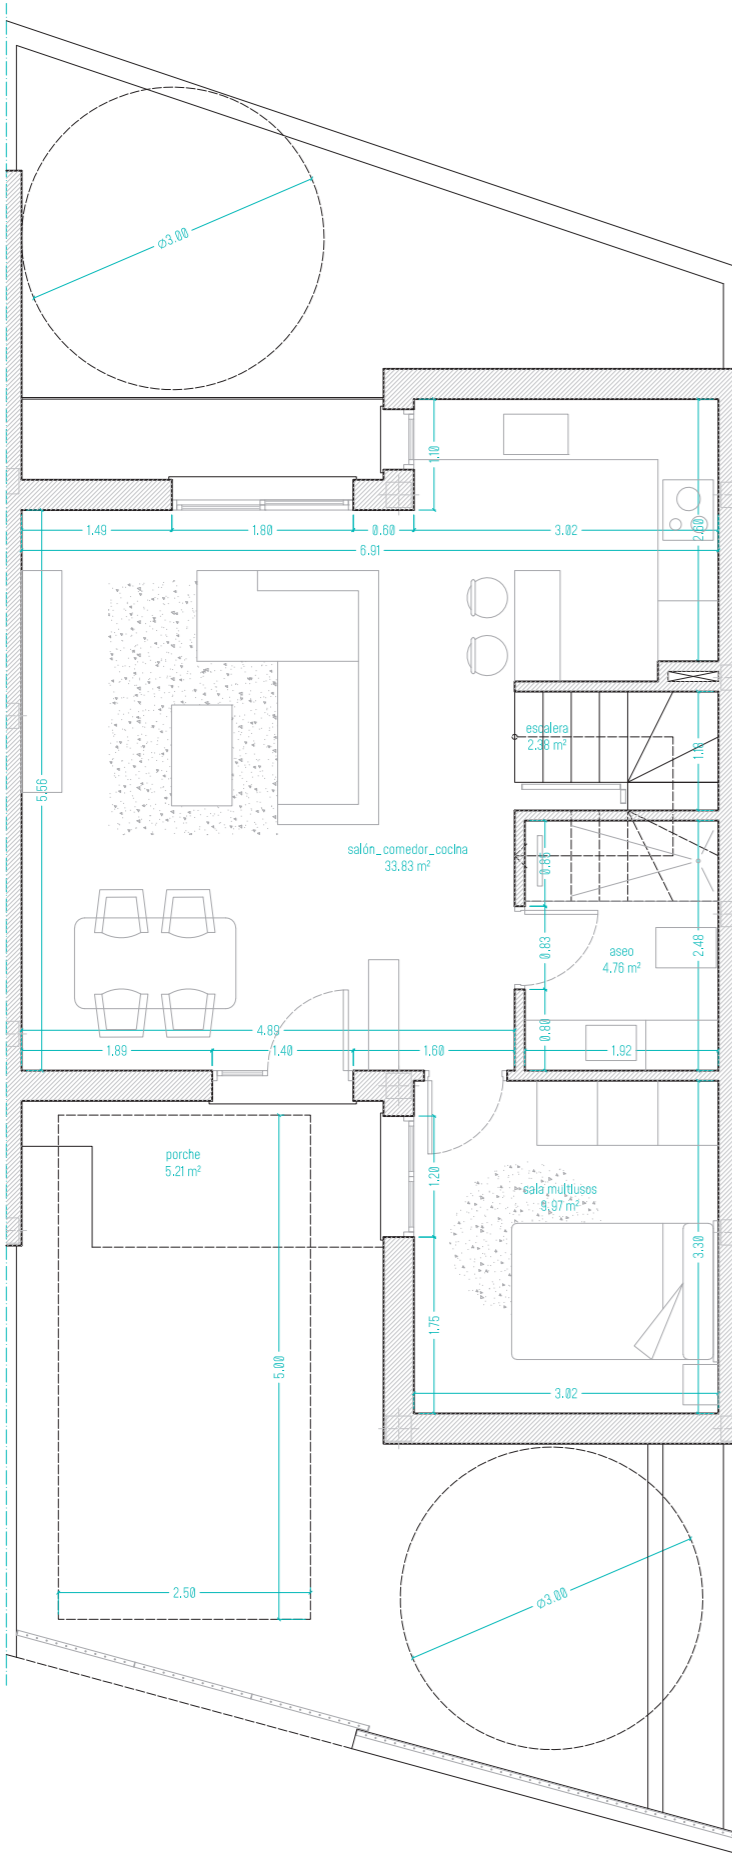 ⌀3.00
1.10
1.49
1.80
0.60
3.02
2.60
6.91
escalera
2.38 m²
1.18
5.56
salón_comedor_cocina
33.83 m²
0.85
0.83
aseo
4.76 m²
2.48
4.89
0.80
1.89
1.40
1.60
1.92
porche
5.21 m²
1.20
sala multiusos
9.97 m²
3.30
1.75
5.00
3.02
2.50
⌀3.00